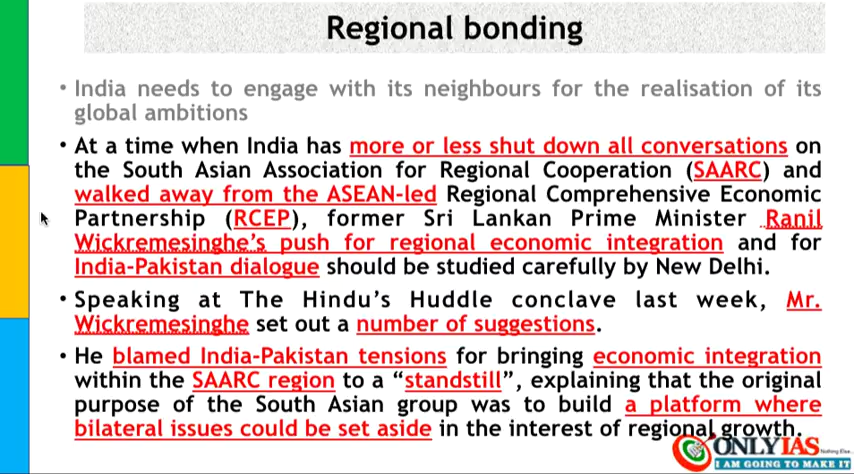 Regional bonding
• India needs to engage with its neighbours for the realisation of its
global ambitions
• At a time when India has more or less shut down all conversations on
the South Asian Association for Regional Cooperation (SAARC) and
walked away from the ASEAN-led Regional Comprehensive Economic
Partnership (RCEP), former Sri Lankan Prime Minister Ranil
Wickremesinghe's push for regional economic integration and for
India-Pakistan dialogue should be studied carefully by New Delhi.
• Speaking at The Hindu's Huddle conclave last week, Mr.
Wickremesinghe set out a number of suggestions.
• He blamed India-Pakistan tensions for bringing economic integration
within the SAARC region to a “standstill”, explaining that the original
purpose of the South Asian group was to build a platform where
bilateral issues could be set aside in the interest of regional growth.
ONLYIAS Nothing Else..
I AM GOING TO MAKE IT